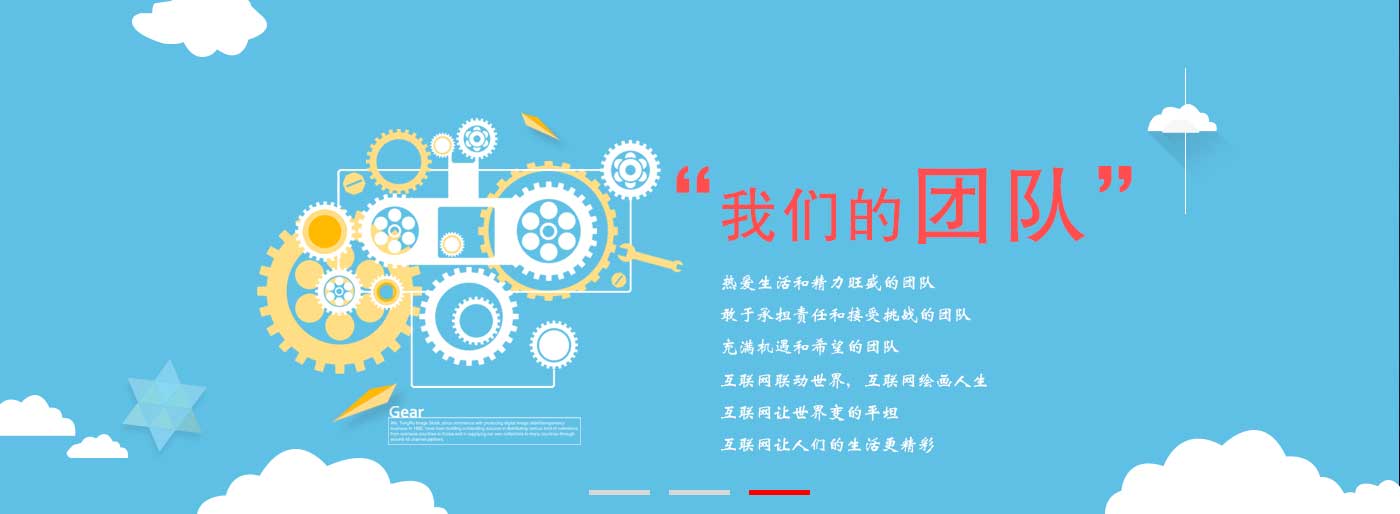 “我们的团队”
热爱生活和精力旺盛的团队
敢于承担责任和接受挑战的团队
充满机遇和希望的团队
互联网联动世界，互联网绘画人生
互联网让世界变的平坦
互联网让人们的生活更精彩
Gear